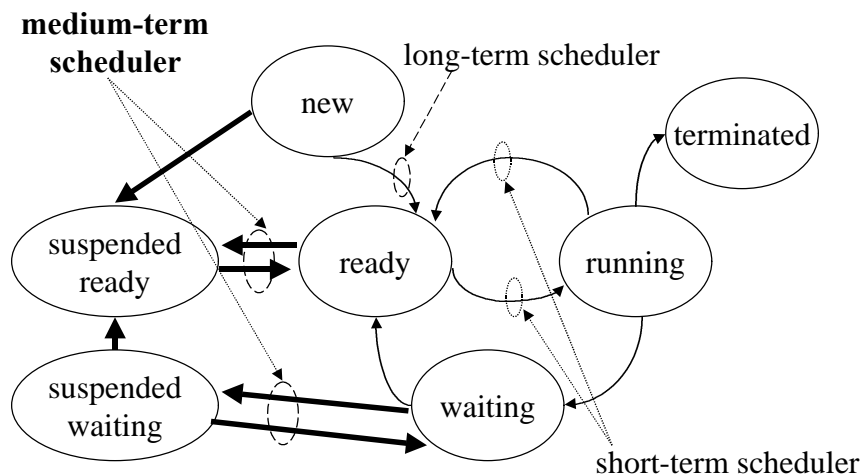 medium-term
scheduler
long-term scheduler
new
terminated
suspended
ready
ready
running
suspended
waiting
waiting
short-term scheduler